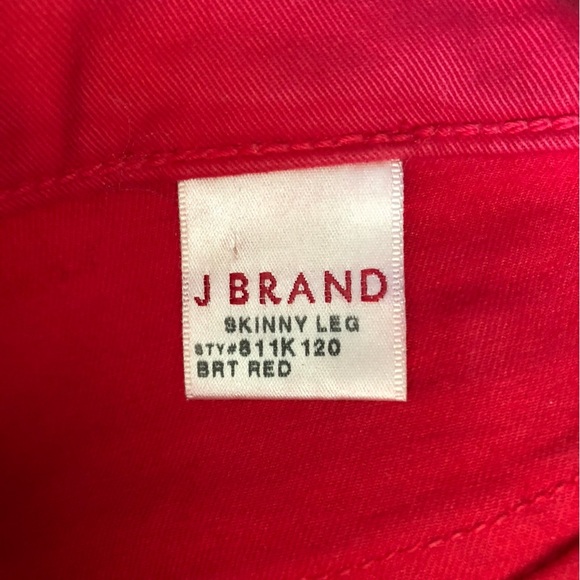 J BRAND
SKINNY LEG
STY#811K120
BRT RED